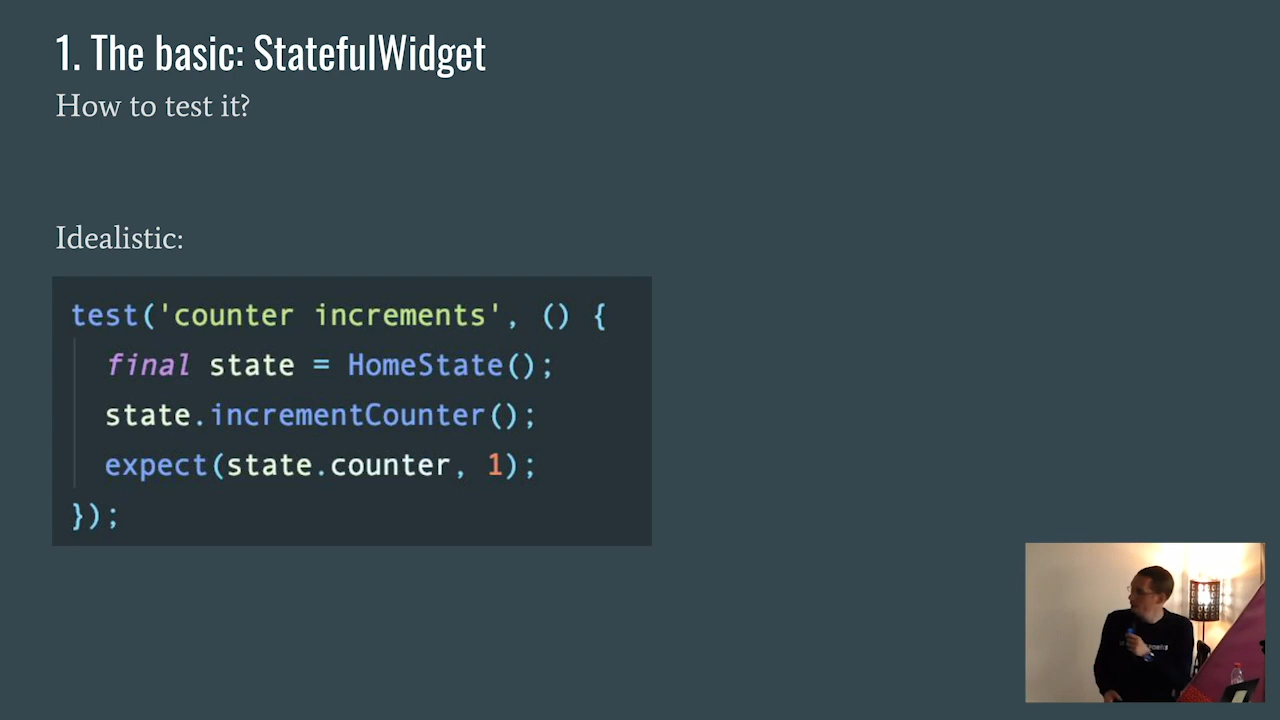 1. The basic: StatefulWidget
How to test it?
Idealistic:
test('counter increments', () {
final state = HomeState();
state.incrementCounter();
expect(state.counter, 1);
});